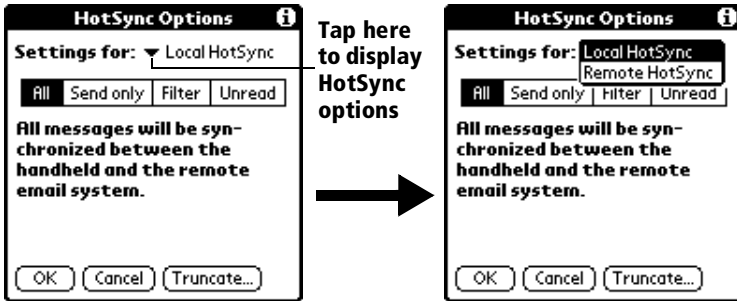 HotSync Options i
Settings for: Local HotSync
All Send only Filter Unread
All messages will be syn-
chronized between the
handheld and the remote
email system.
OK Cancel Truncate...
Tap here
to display
HotSync
options
HotSync Options i
Settings for: Local HotSync
Remote HotSync
All Send only Filter Unread
All messages will be syn-
chronized between the
handheld and the remote
email system.
OK Cancel Truncate...